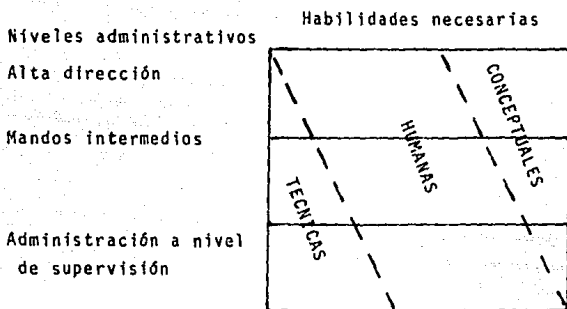 Habilidades necesarias
Niveles administrativos
Alta dirección
CONCEPTUALES
Mandos intermedios
HUMANAS
TECNICAS
Administración a nivel
de supervisión